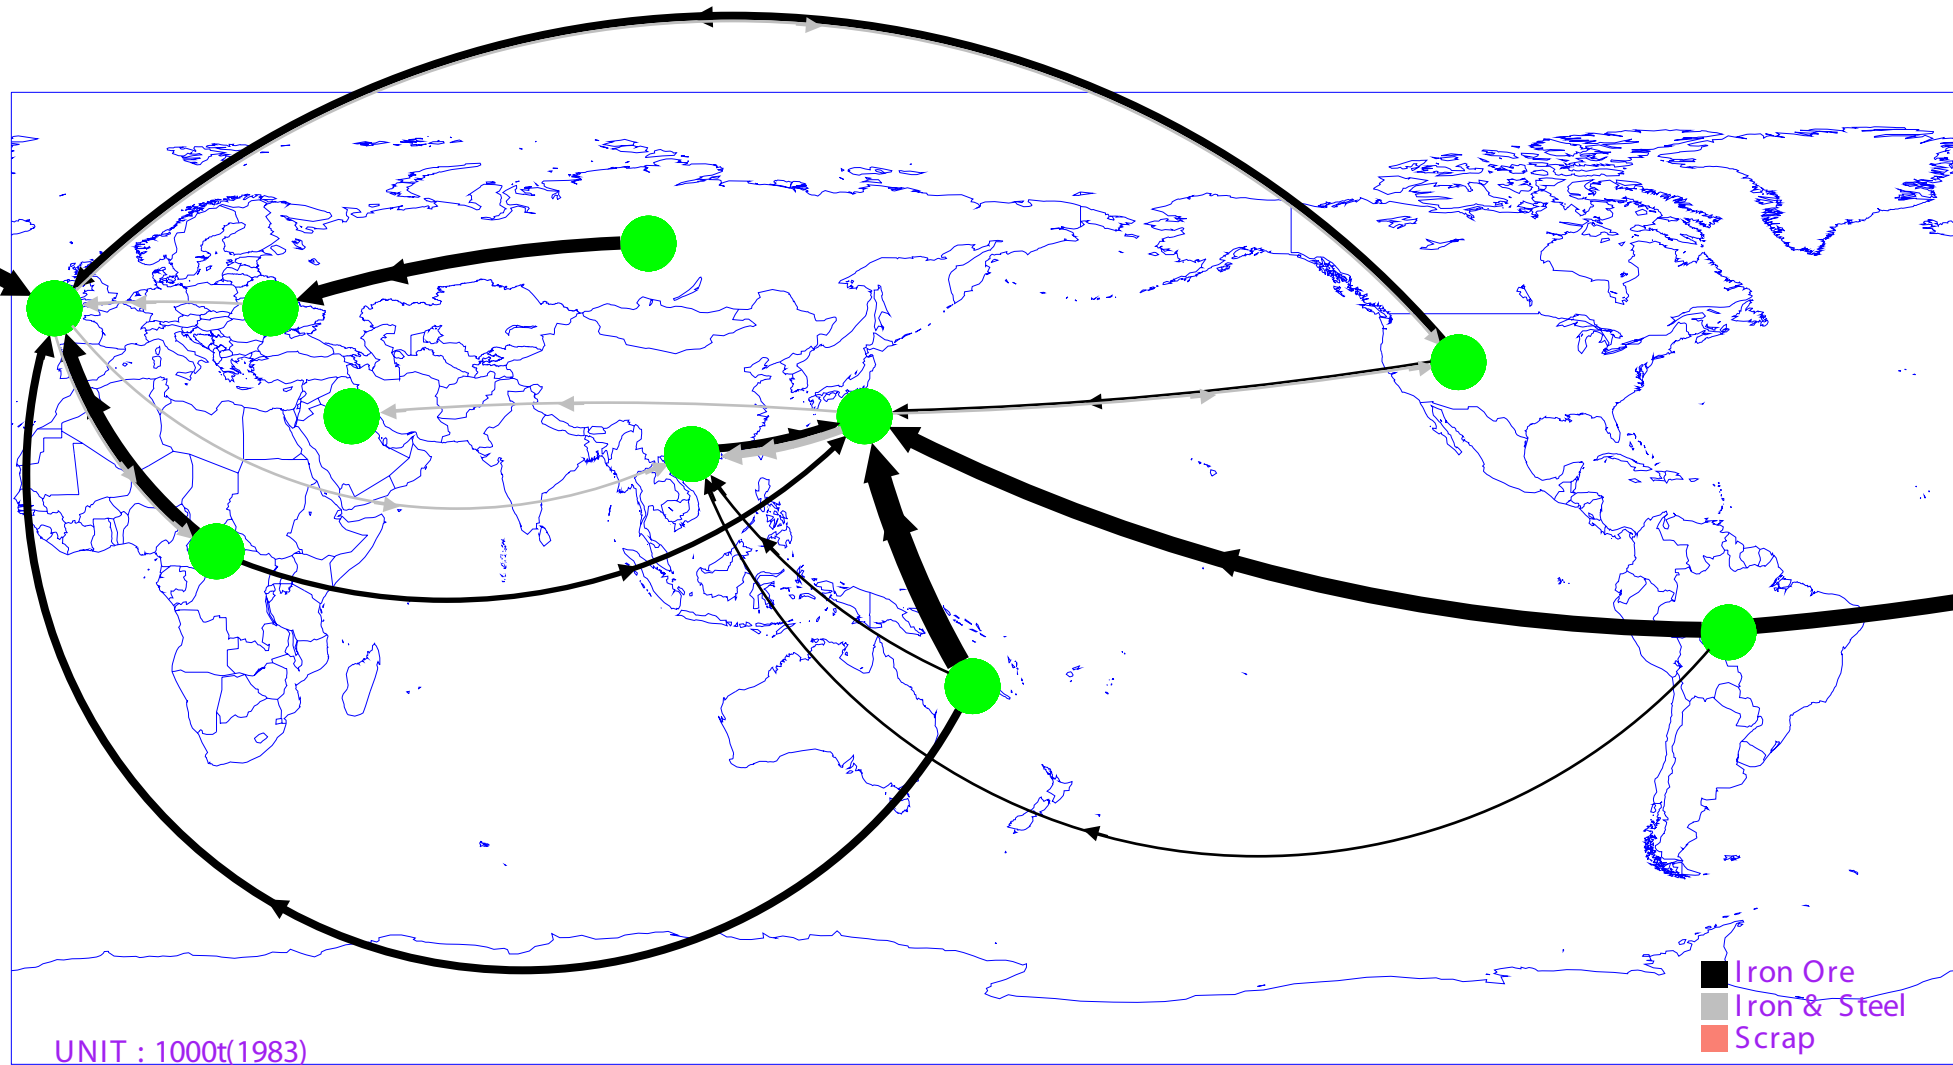 Iron Ore
Iron & Steel
Scrap
UNIT : 1000t(1983)